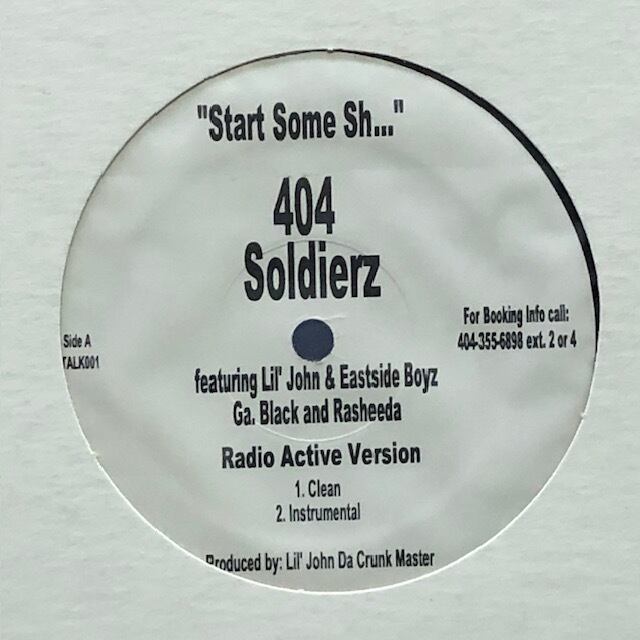 "Start Some Sh..."
404
Soldierz
For Booking Info call:
404-355-6898 ext. 2 or 4
Side A
TALK001
featuring Lil' John & Eastside Boyz
Ga. Black and Rasheeda
Radio Active Version
1. Clean
2. Instrumental
Produced by: Lil' John Da Crunk Master